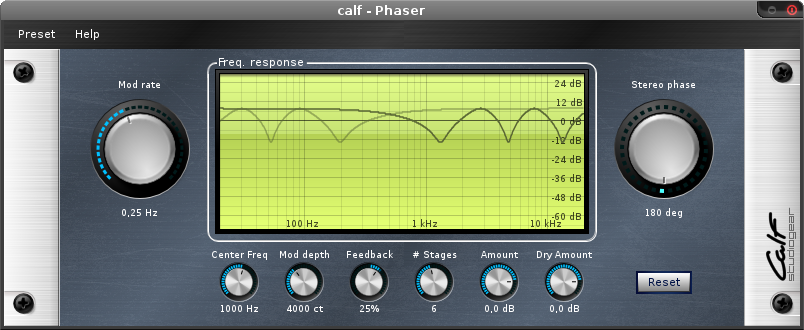 calf - Phaser
Preset Help
Freq. response
Mod rate
0,25 Hz
24 dB
12 dB
0 dB
-12 dB
-24 dB
-36 dB
-48 dB
-60 dB
100 Hz 1 kHz 10 kHz
Stereo phase
180 deg
Center Freq Mod depth Feedback # Stages Amount Dry Amount
1000 Hz 4000 ct 25% 6 0,0 dB 0,0 dB
Reset
Calf
studiogear